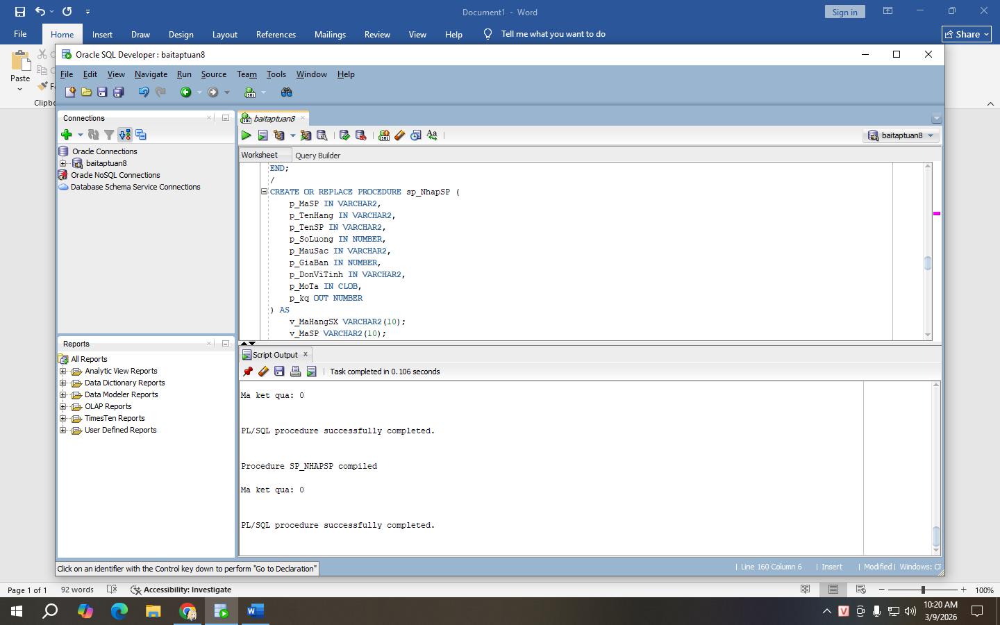 Document1 - Word
Sign in
File
Home
Insert
Draw
Design
Layout
References
Mailings
Review
View
Help
Tell me what you want to do
Share
Paste
Clipbo
Oracle SQL Developer : baitaptuan8
File Edit View Navigate Run Source Team Tools Window Help
Connections
Oracle Connections
baitaptuan8
Oracle NoSQL Connections
Database Schema Service Connections
Reports
All Reports
Analytic View Reports
Data Dictionary Reports
Data Modeler Reports
OLAP Reports
TimesTen Reports
User Defined Reports
baitaptuan8
Aa
baitaptuan8
Worksheet
Query Builder
END;
/
CREATE OR REPLACE PROCEDURE sp_NhapSP (
p_MaSP IN VARCHAR2,
p_TenHang IN VARCHAR2,
p_TenSP IN VARCHAR2,
p_SoLuong IN NUMBER,
p_MauSac IN VARCHAR2,
p_GiaBan IN NUMBER,
p_DonViTinh IN VARCHAR2,
p_MoTa IN CLOB,
p_kq OUT NUMBER
) AS
v_MaHangSX VARCHAR2(10);
v_MaSP VARCHAR2(10);
Script Output
Task completed in 0.106 seconds
Ma ket qua: 0
PL/SQL procedure successfully completed.
Procedure SP_NHAPSP compiled
Ma ket qua: 0
PL/SQL procedure successfully completed.
Click on an identifier with the Control key down to perform "Go to Declaration"
Line 160 Column 6
Insert
Modified
Windows: CF
Page 1 of 1
92 words
Accessibility: Investigate
100%
10:20 AM
3/9/2026